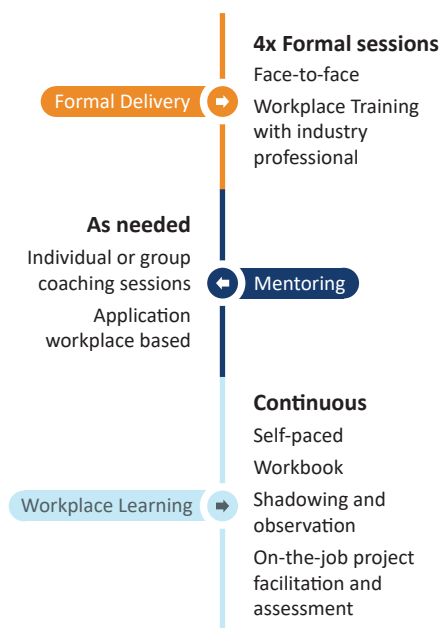 4x Formal sessions
Face-to-face
Formal Delivery
Workplace Training
with industry
professional
As needed
Individual or group
coaching sessions
Mentoring
Application
workplace based
Continuous
Self-paced
Workbook
Workplace Learning
Shadowing and
observation
On-the-job project
facilitation and
assessment